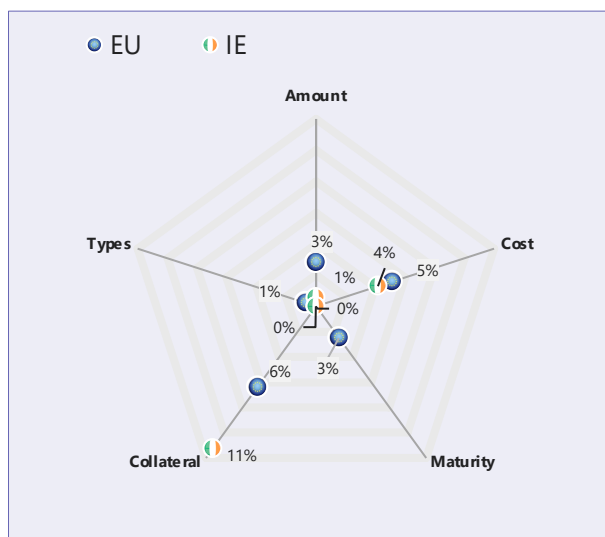 EU IE
Amount
Types
Cost
3%
4%
1%
5%
1%
0%
0%
6%
3%
Collateral
11%
Maturity